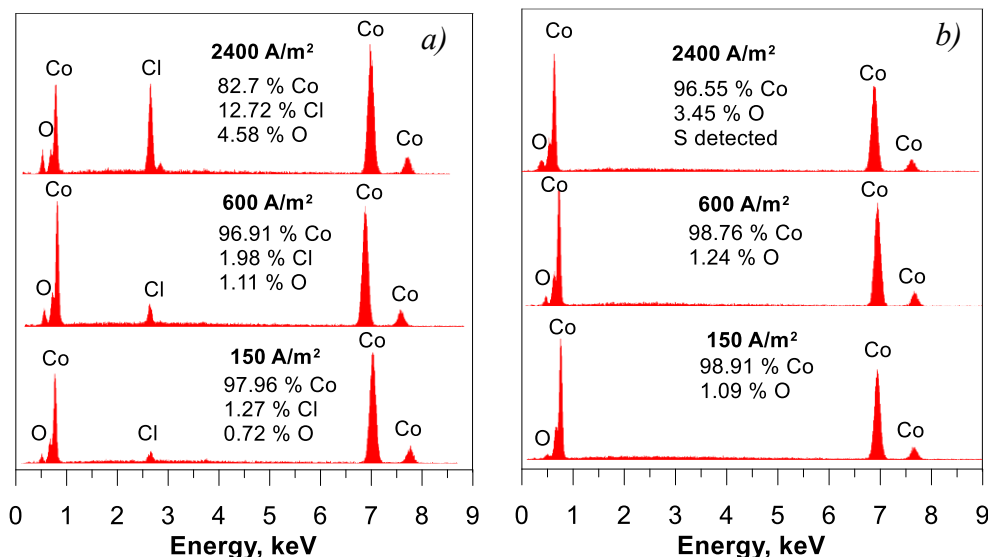 a)
Co
2400 A/m²
82.7 % Co
12.72 % Cl
4.58 % O
O
Co
Cl
Co
600 A/m²
96.91 % Co
1.98 % Cl
1.11 % O
Co
O
Cl
Co
Co
150 A/m²
97.96 % Co
1.27 % Cl
0.72 % O
Co
O
Cl
Co
Co
0 1 2 3 4 5 6 7 8 9
Energy, keV
b)
Co
2400 A/m²
96.55 % Co
3.45 % O
S detected
O
Co
Co
600 A/m²
98.76 % Co
1.24 % O
Co
O
Co
Co
150 A/m²
98.91 % Co
1.09 % O
Co
O
Co
Co
0 1 2 3 4 5 6 7 8 9
Energy, keV